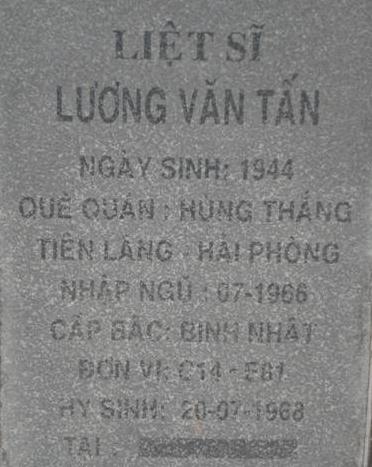 LIỆT SĨ
LƯƠNG VĂN TẤN
NGÀY SINH: 1944
QUÊ QUÁN : HÙNG THẮNG
TIÊN LÃNG - HẢI PHÒNG
NHẬP NGŨ : 07-1966
CẤP BẬC: BINH NHẤT
ĐƠN VỊ: C14 - E81
HY SINH: 20-07-1968
TẠI :